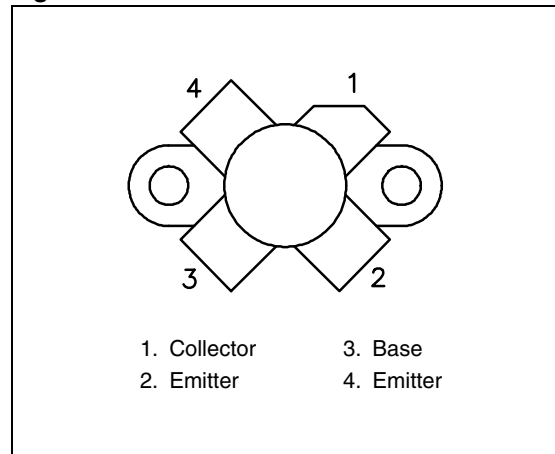 4
1
3
2
1. Collector
3. Base
2. Emitter
4. Emitter